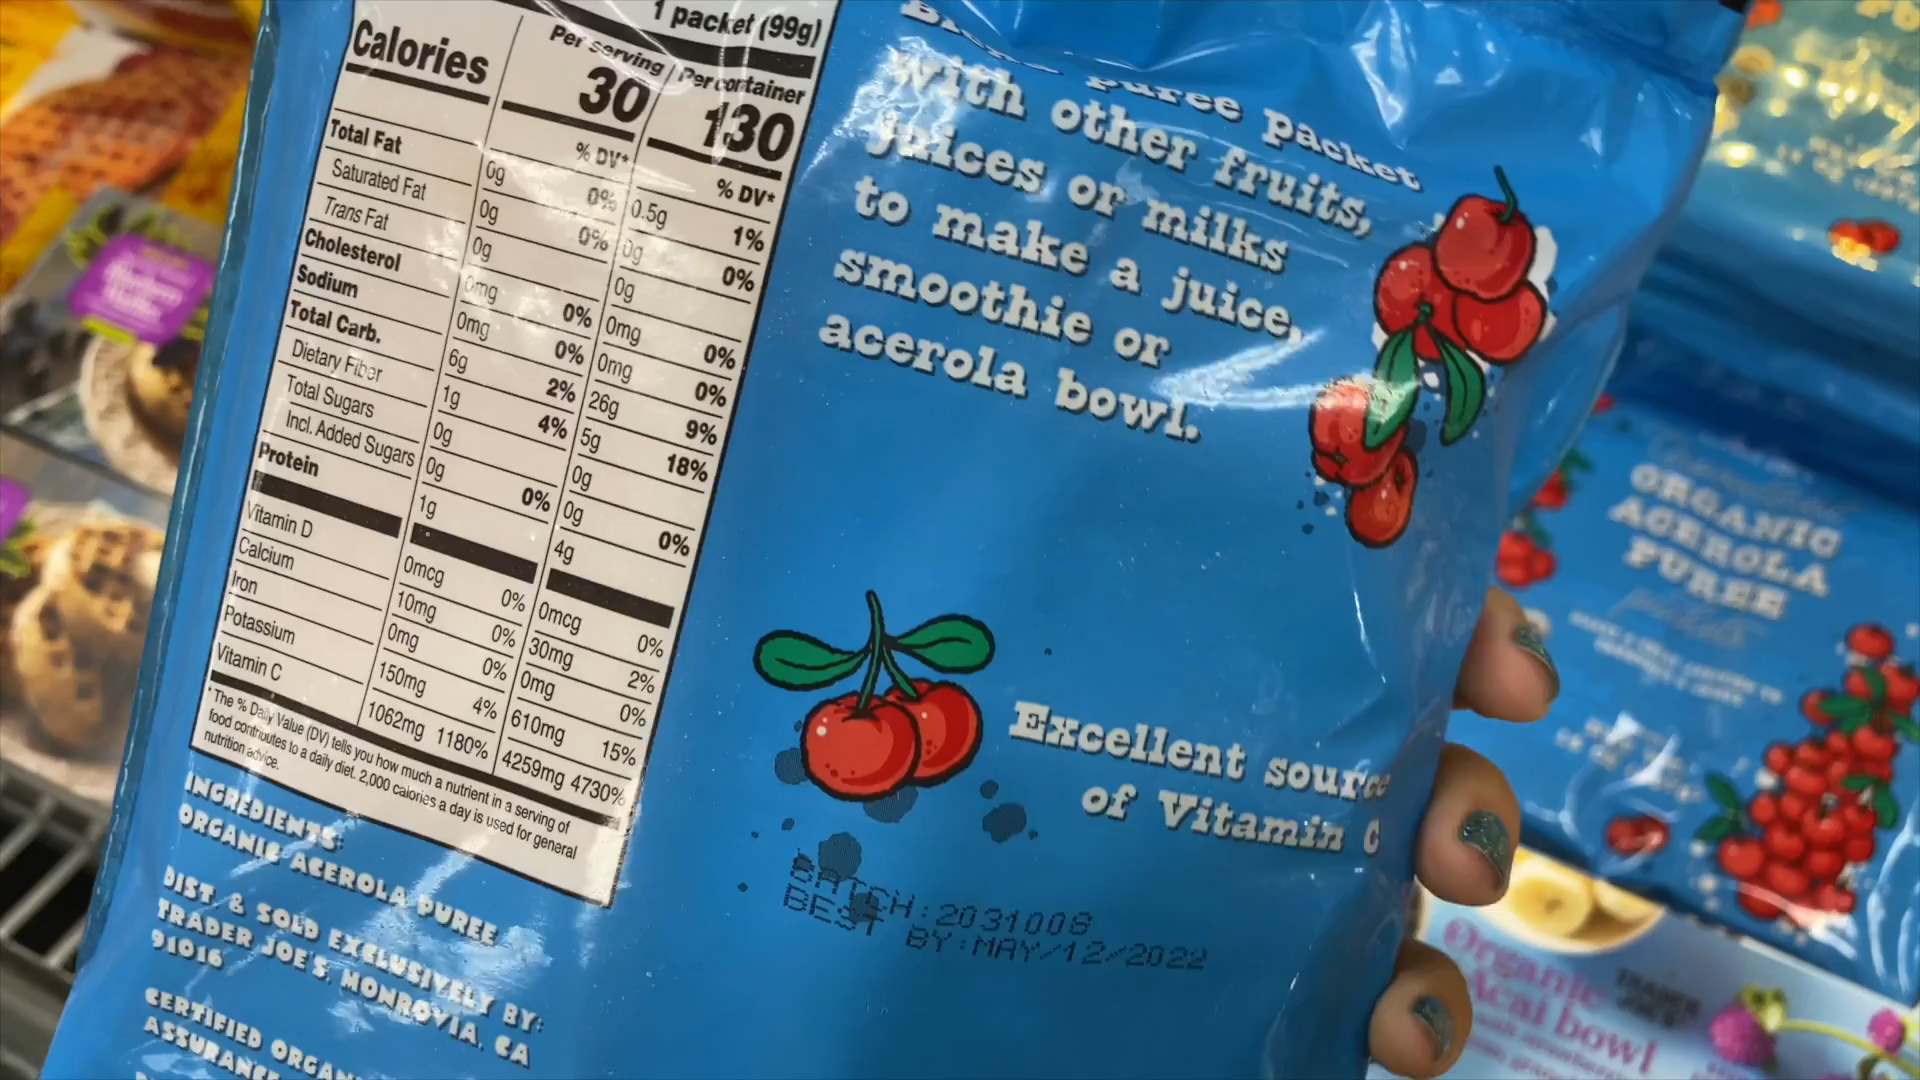 1 packet (99g)
Per serving
Per container
Calories
30
130
% DV*
% DV*
Total Fat 0g 0% 0.5g 1%
Saturated Fat 0g 0% 0g 0%
Trans Fat 0g 0g
Cholesterol 0mg 0% 0mg 0%
Sodium 0mg 0% 0mg 0%
Total Carb. 6g 2% 26g 9%
Dietary Fiber 1g 4% 5g 18%
Total Sugars 0g 0g
Incl. Added Sugars 0g 0% 0g 0%
Protein 1g 4g
Vitamin D 0mcg 0% 0mcg 0%
Calcium 10mg 0% 30mg 2%
Iron 0mg 0% 0mg 0%
Potassium 150mg 4% 610mg 15%
Vitamin C 1062mg 1180% 4259mg 4730%
* The % Daily Value (DV) tells you how much a nutrient in a serving of
food contributes to a daily diet. 2,000 calories a day is used for general
nutrition advice.
INGREDIENTS:
ORGANIC ACEROLA PUREE
DIST & SOLD EXCLUSIVELY BY:
TRADER JOE'S, MONROVIA, CA
91016
CERTIFIED ORGAN
ASSURANCE
puree packet
with other fruits,
juices or milks
to make a juice,
smoothie or
acerola bowl.
Excellent source
of Vitamin C
BATCH:2031008
BEST BY:MAY/12/2022
ORGANIC
ACEROLA
PUREE
Organic
Acai bowl